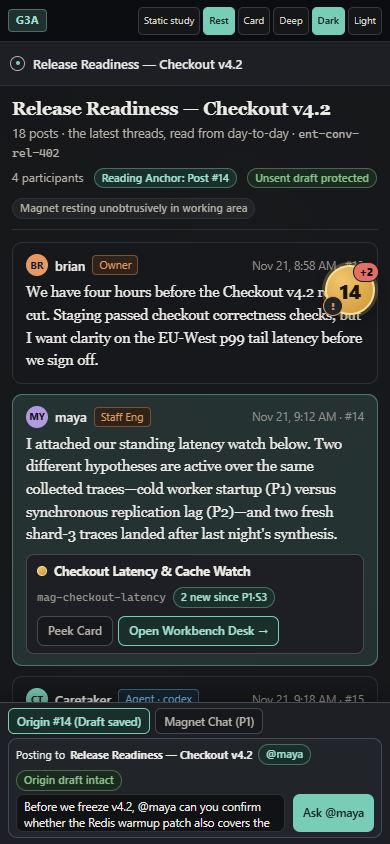 G3A
Static study Rest Card Deep Dark Light
Release Readiness — Checkout v4.2
Release Readiness — Checkout v4.2
18 posts · the latest threads, read from day-to-day · ent-conv-
rel-402
4 participants Reading Anchor: Post #14 Unsent draft protected
Magnet resting unobtrusively in working area
BR brian Owner Nov 21, 8:58 AM
+2
14
!
We have four hours before the Checkout v4.2
cut. Staging passed checkout correctness checks, but
I want clarity on the EU-West p99 tail latency before
we sign off.
MY maya Staff Eng Nov 21, 9:12 AM · #14
I attached our standing latency watch below. Two
different hypotheses are active over the same
collected traces—cold worker startup (P1) versus
synchronous replication lag (P2)—and two fresh
shard-3 traces landed after last night's synthesis.
Checkout Latency & Cache Watch
mag-checkout-latency 2 new since P1·S3
Peek Card Open Workbench Desk →
CT Caretaker Agent · codex Nov 21, 9:18 AM · #15
Origin #14 (Draft saved) Magnet Chat (P1)
Posting to Release Readiness — Checkout v4.2 @maya
Origin draft intact
Before we freeze v4.2, @maya can you confirm
whether the Redis warmup patch also covers the
Ask @maya